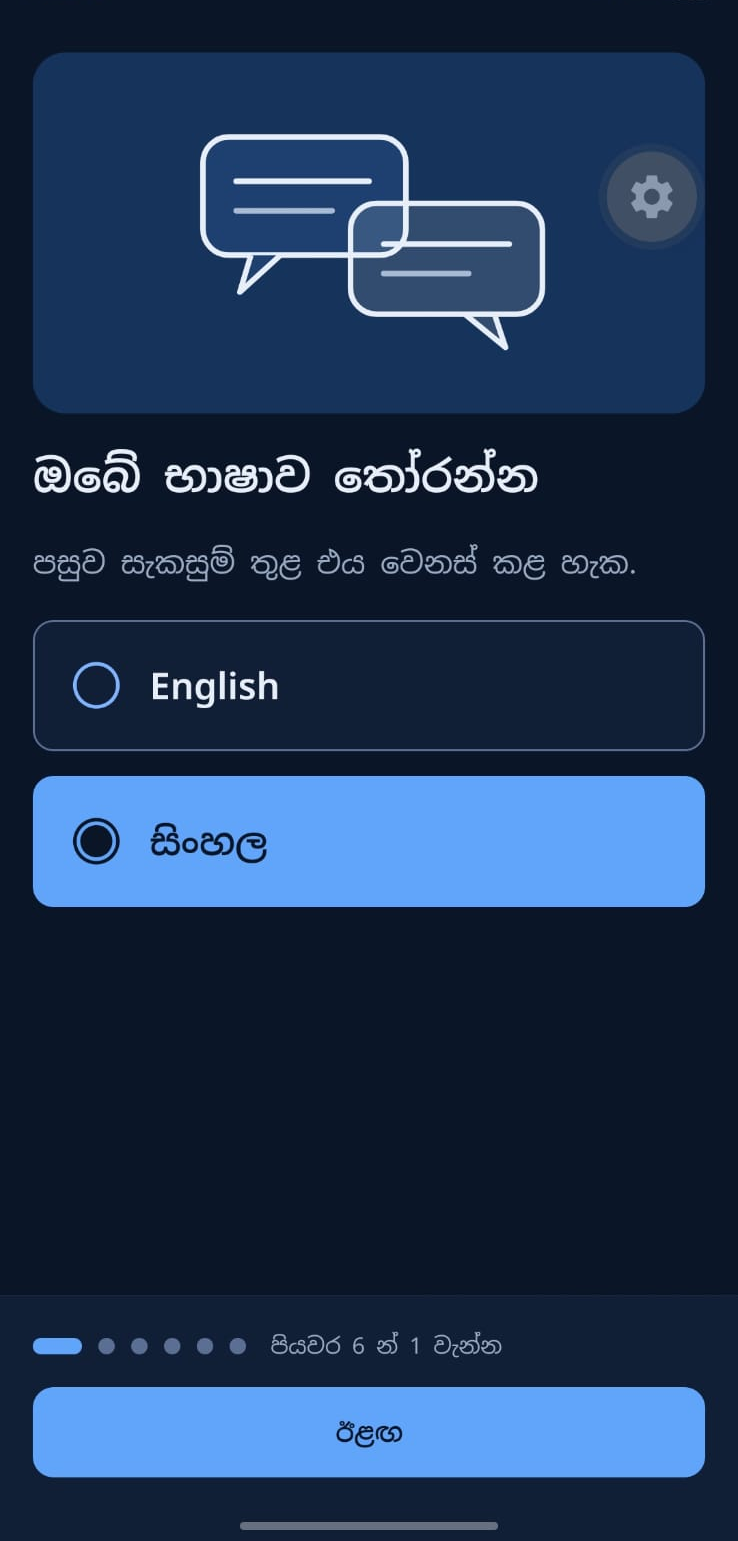 ඔබේ භාෂාව තෝරන්න
පසුව සැකසුම් තුළ එය වෙනස් කළ හැක.
English
සිංහල
පියවර 6 න් 1 වැන්න
ඊළඟ